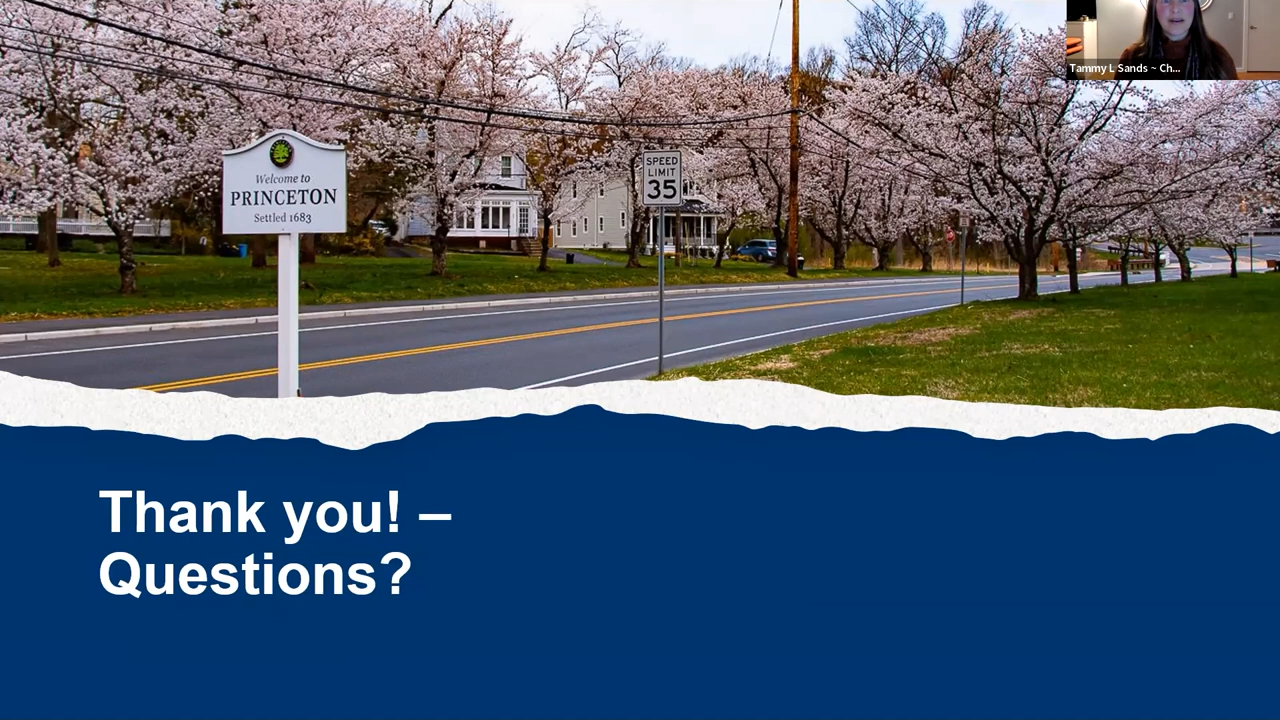 Tammy L Sands ~ Ch...
Welcome to
PRINCETON
Settled 1683
SPEED
LIMIT
35
Thank you! –
Questions?